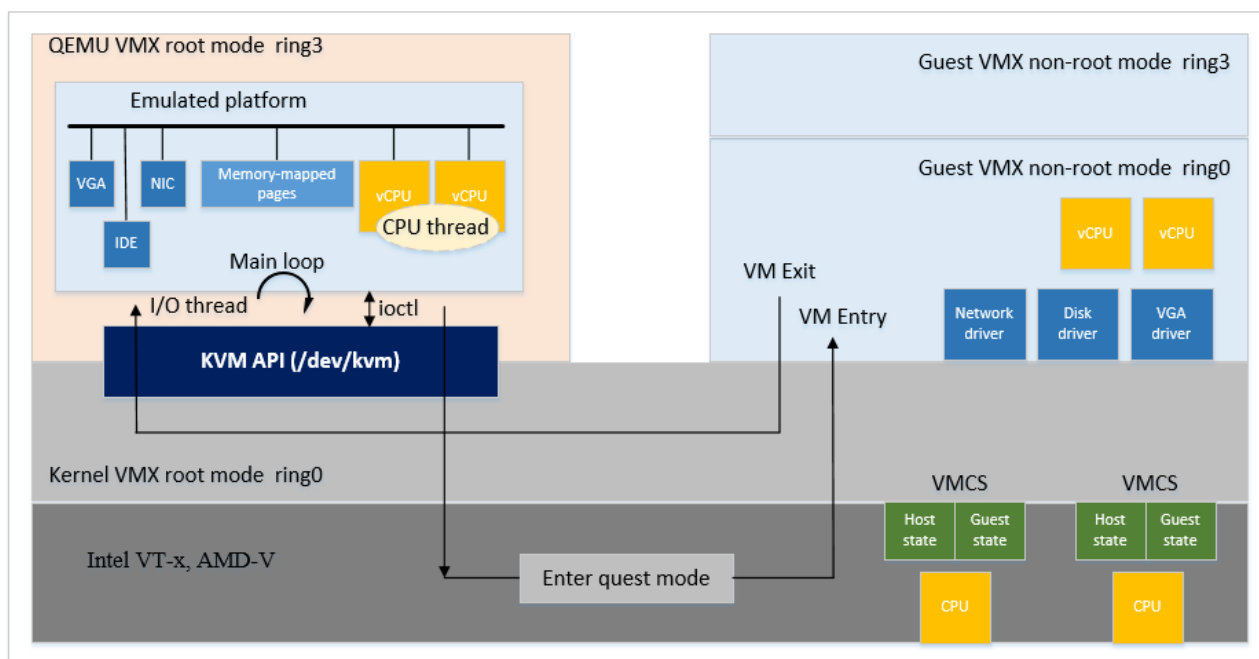 QEMU VMX root mode ring3
Emulated platform
VGA
NIC
Memory-mapped
pages
vCPU
vCPU
CPU thread
IDE
Main loop
I/O thread
ioctl
KVM API (/dev/kvm)
Guest VMX non-root mode ring3
Guest VMX non-root mode ring0
vCPU
vCPU
VM Exit
VM Entry
Network
driver
Disk
driver
VGA
driver
Kernel VMX root mode ring0
VMCS
VMCS
Host
state
Guest
state
Host
state
Guest
state
Intel VT-x, AMD-V
Enter quest mode
CPU
CPU